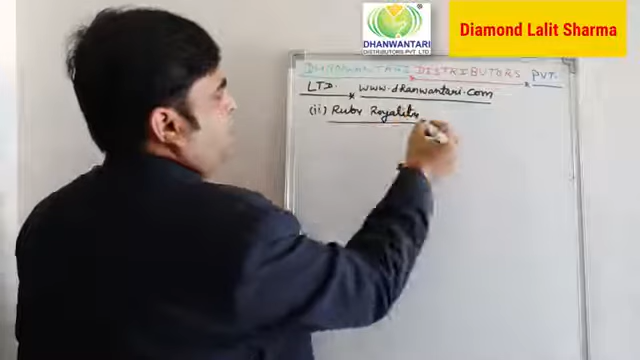 DHANWANTARI
DISTRIBUTORS PVT. LTD.
Diamond Lalit Sharma
DHANWANTARI DISTRIBUTORS PVT.
LTD. www.dhanwantari.com
(ii) Ruby Royality